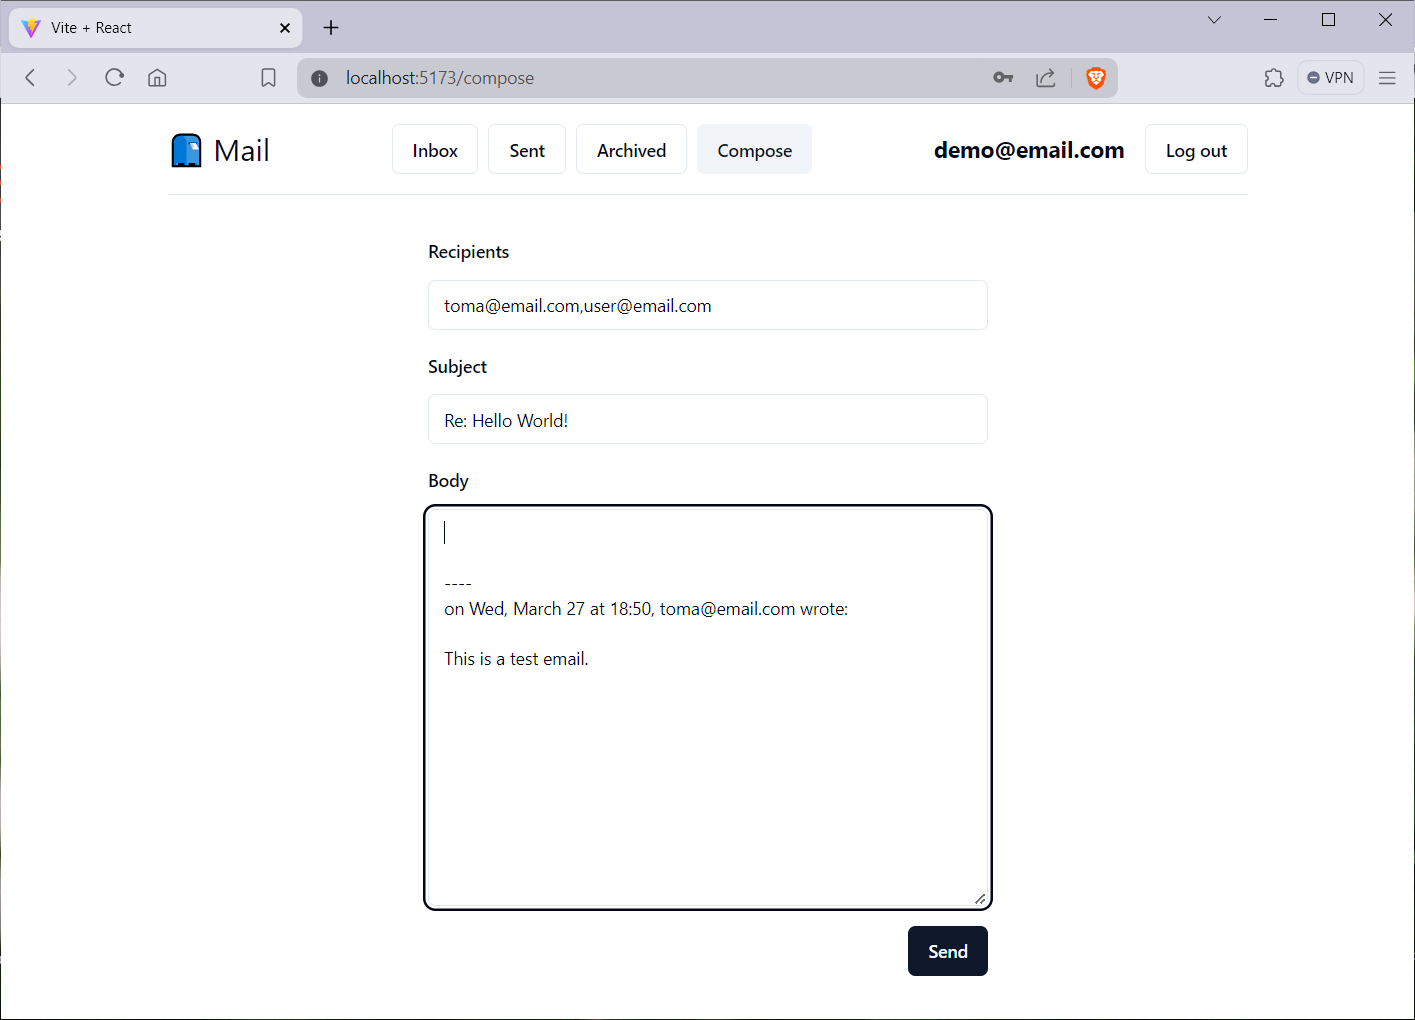 Vite + React
localhost:5173/compose
VPN
Mail
Inbox
Sent
Archived
Compose
demo@email.com
Log out
Recipients
toma@email.com,user@email.com
Subject
Re: Hello World!
Body
----
on Wed, March 27 at 18:50, toma@email.com wrote:
This is a test email.
Send